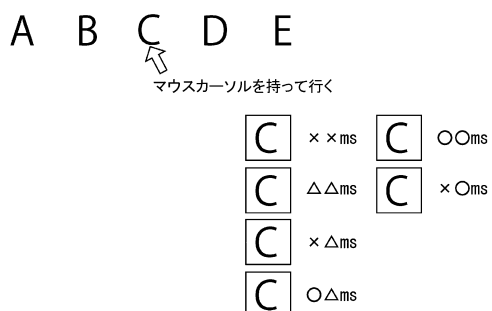 A B C D E
マウスカーソルを持って行く
C ××ms C ○○ms
C △△ms C ×○ms
C ×△ms
C ○△ms